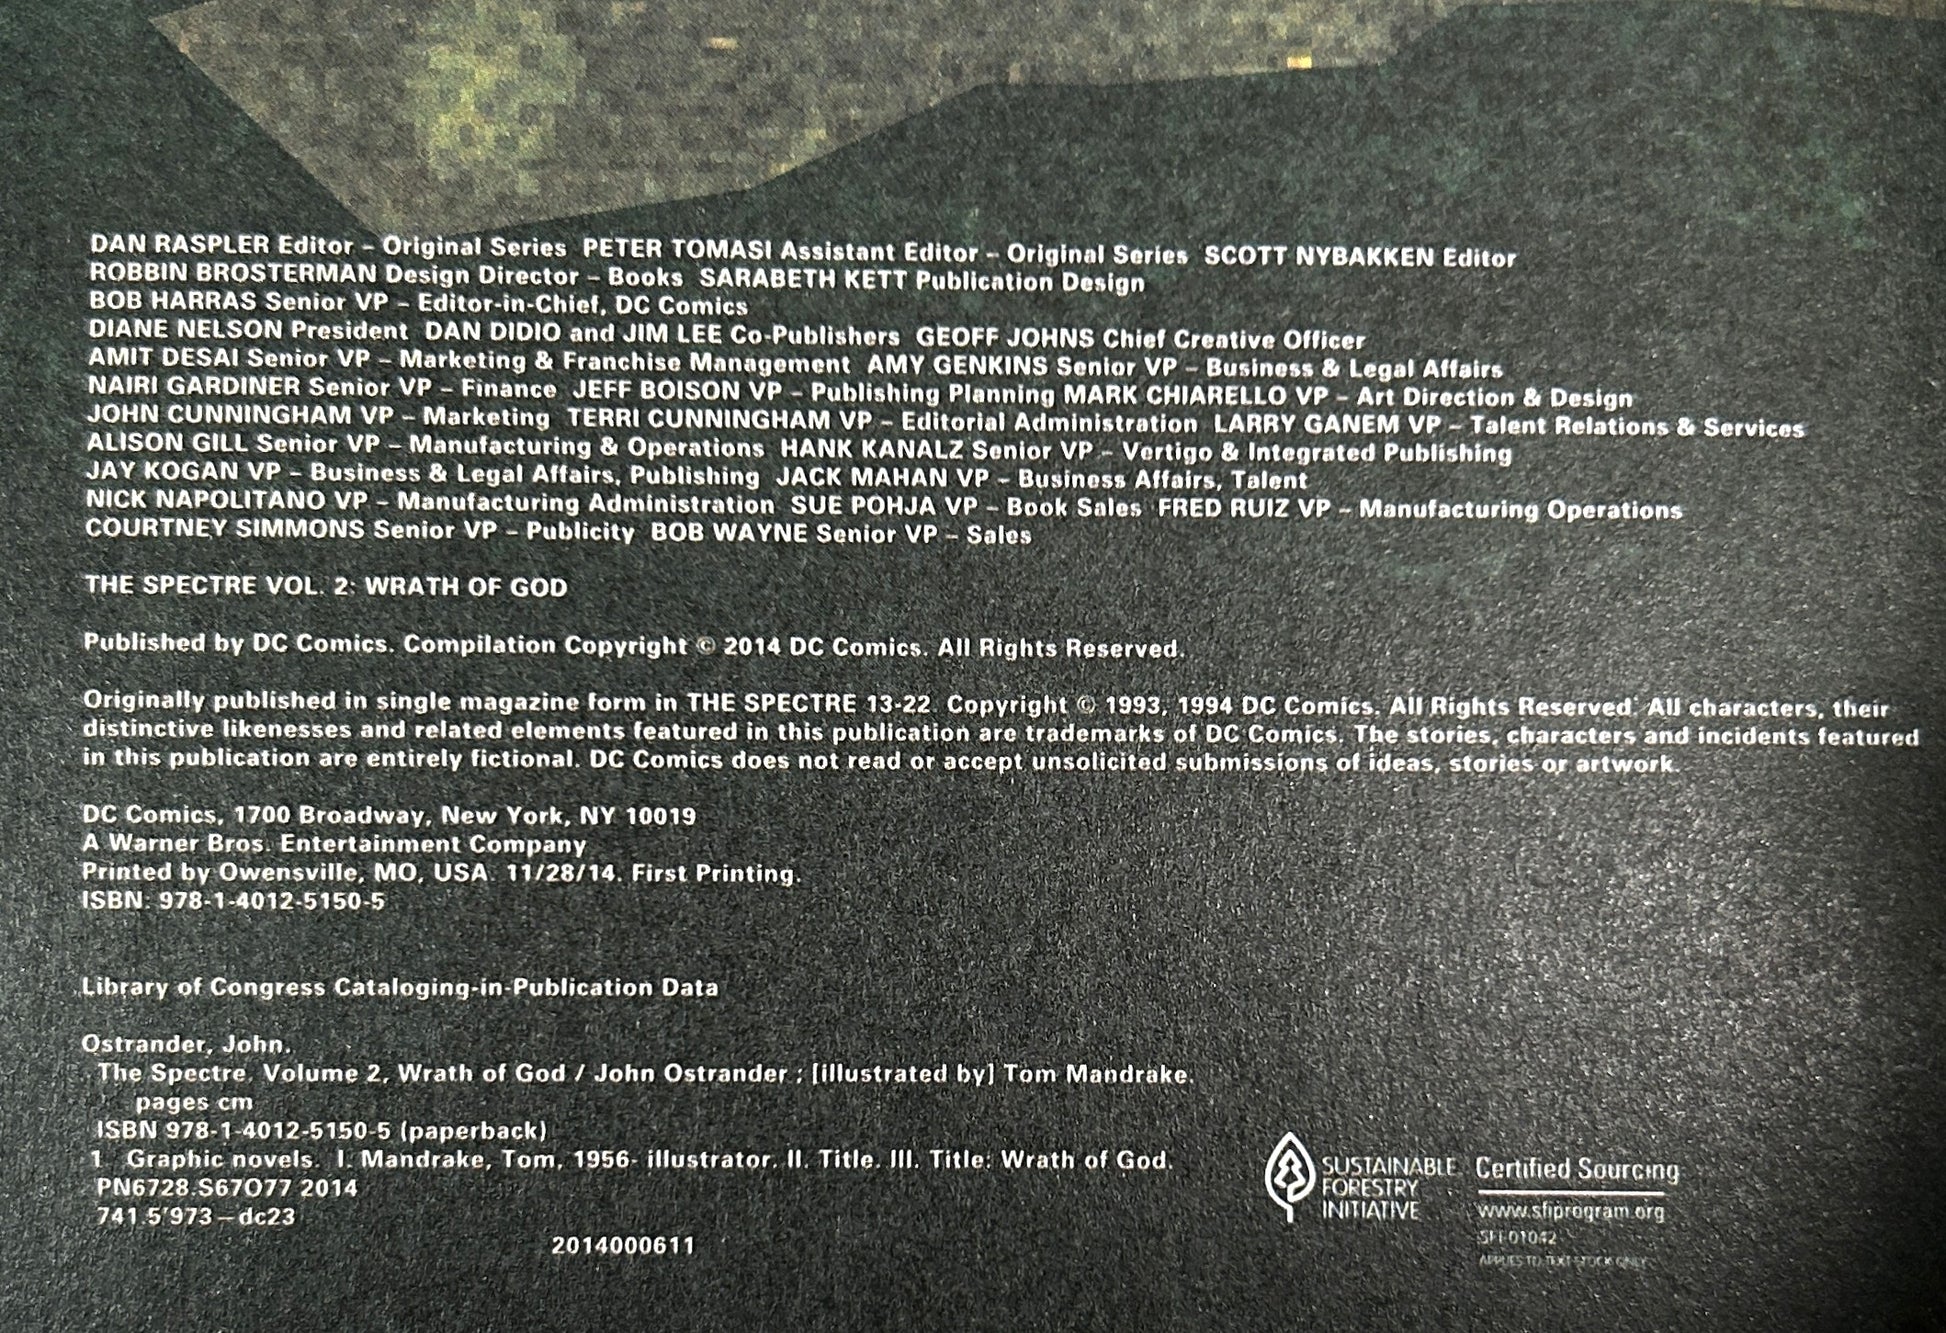 DAN RASPLER Editor – Original Series PETER TOMASI Assistant Editor – Original Series SCOTT NYBAKKEN Editor
ROBBIN BROSTERMAN Design Director – Books SARABETH KETT Publication Design
BOB HARRAS Senior VP – Editor-in-Chief, DC Comics
DIANE NELSON President DAN DIDIO and JIM LEE Co-Publishers GEOFF JOHNS Chief Creative Officer
AMIT DESAI Senior VP – Marketing & Franchise Management AMY GENKINS Senior VP – Business & Legal Affairs
NAIRI GARDINER Senior VP – Finance JEFF BOISON VP – Publishing Planning MARK CHIARELLO VP – Art Direction & Design
JOHN CUNNINGHAM VP – Marketing TERRI CUNNINGHAM VP – Editorial Administration LARRY GANEM VP – Talent Relations & Services
ALISON GILL Senior VP – Manufacturing & Operations HANK KANALZ Senior VP – Vertigo & Integrated Publishing
JAY KOGAN VP – Business & Legal Affairs, Publishing JACK MAHAN VP – Business Affairs, Talent
NICK NAPOLITANO VP – Manufacturing Administration SUE POHJA VP – Book Sales FRED RUIZ VP – Manufacturing Operations
COURTNEY SIMMONS Senior VP – Publicity BOB WAYNE Senior VP – Sales
THE SPECTRE VOL. 2: WRATH OF GOD
Published by DC Comics. Compilation Copyright © 2014 DC Comics. All Rights Reserved.
Originally published in single magazine form in THE SPECTRE 13-22 Copyright © 1993, 1994 DC Comics. All Rights Reserved. All characters, their
distinctive likenesses and related elements featured in this publication are trademarks of DC Comics. The stories, characters and incidents featured
in this publication are entirely fictional. DC Comics does not read or accept unsolicited submissions of ideas, stories or artwork.
DC Comics, 1700 Broadway, New York, NY 10019
A Warner Bros. Entertainment Company
Printed by Owensville, MO, USA. 11/28/14. First Printing.
ISBN: 978-1-4012-5150-5
Library of Congress Cataloging-in-Publication Data
Ostrander, John.
The Spectre. Volume 2, Wrath of God / John Ostrander ; [illustrated by] Tom Mandrake.
pages cm
ISBN 978-1-4012-5150-5 (paperback)
1 Graphic novels. I. Mandrake, Tom, 1956- illustrator. II. Title. III. Title: Wrath of God.
PN6728.S67O77 2014
741.5'973—dc23
2014000611
SUSTAINABLE
FORESTRY
INITIATIVE
Certified Sourcing
www.sfiprogram.org
SFI-01042
APPLIES TO TEXT STOCK ONLY